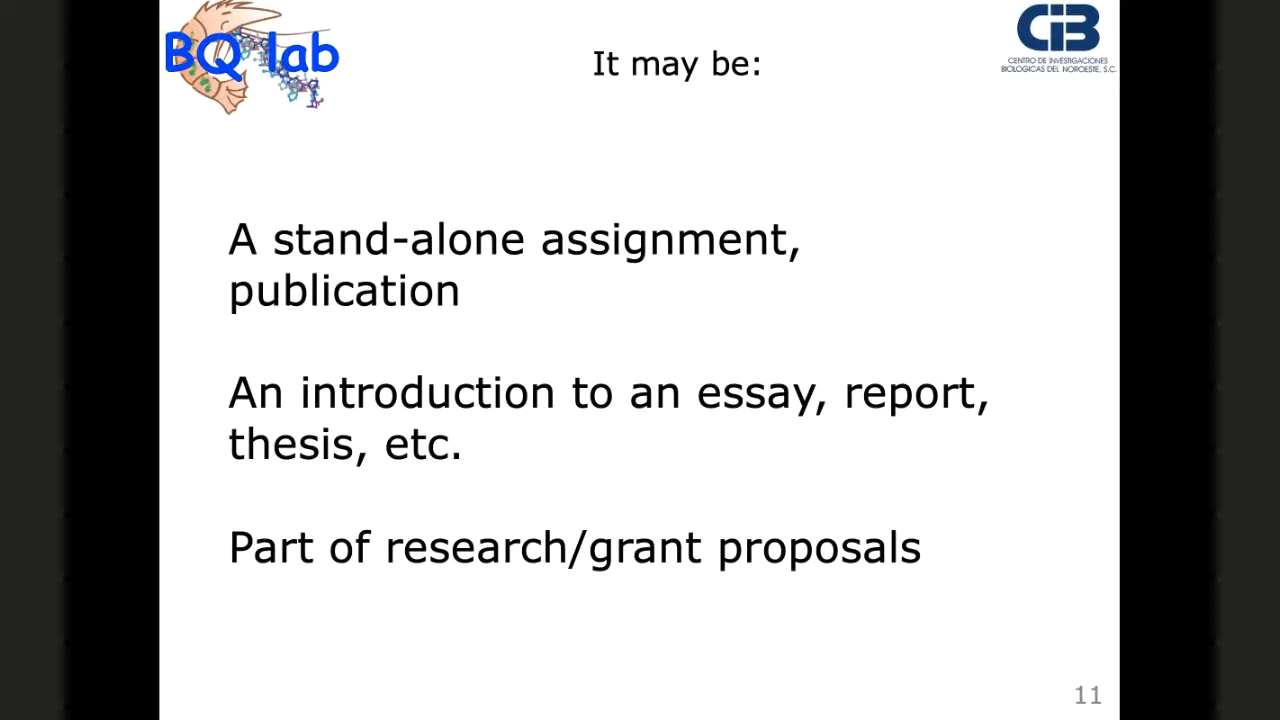 BQ lab
It may be:
CIB
CENTRO DE INVESTIGACIONES
BIOLOGICAS DEL NOROESTE, S.C.
A stand-alone assignment,
publication
An introduction to an essay, report,
thesis, etc.
Part of research/grant proposals
11